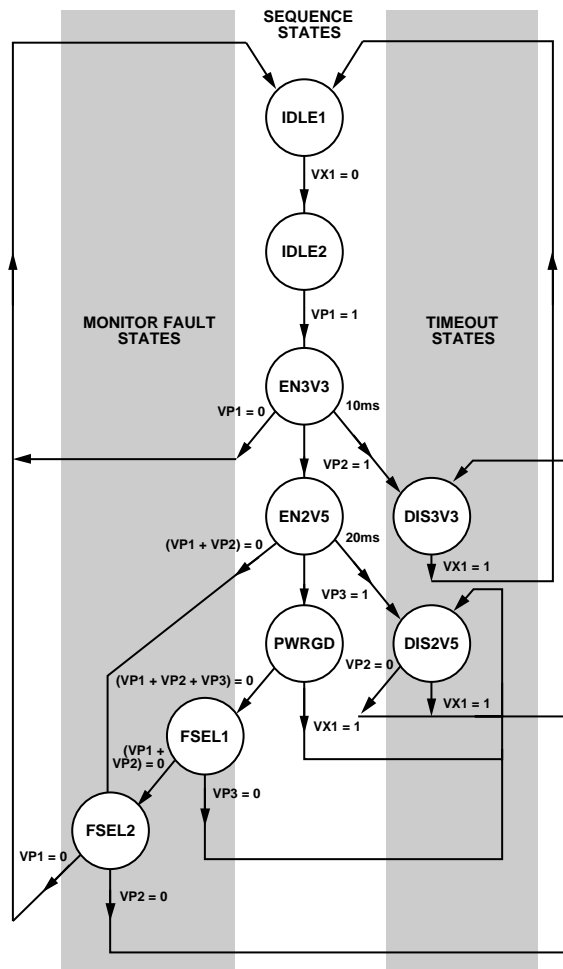 SEQUENCE
STATES
IDLE1
VX1 = 0
IDLE2
VP1 = 1
MONITOR FAULT
STATES
TIMEOUT
STATES
EN3V3
VP1 = 0
10ms
VP2 = 1
DIS3V3
EN2V5
(VP1 + VP2) = 0
20ms
VX1 = 1
VP3 = 1
PWRGD
DIS2V5
VP2 = 0
(VP1 + VP2 + VP3) = 0
VX1 = 1
VX1 = 1
FSEL1
(VP1 +
VP2) = 0
VP3 = 0
FSEL2
VP1 = 0
VP2 = 0